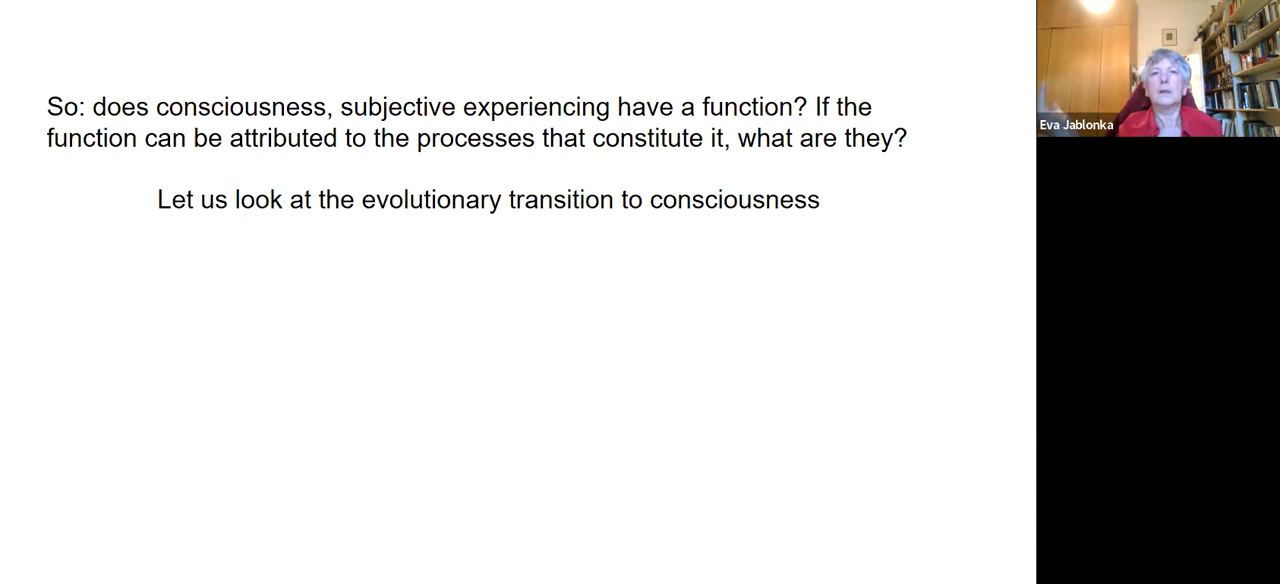 So: does consciousness, subjective experiencing have a function? If the
function can be attributed to the processes that constitute it, what are they?
Let us look at the evolutionary transition to consciousness
Eva Jablonka